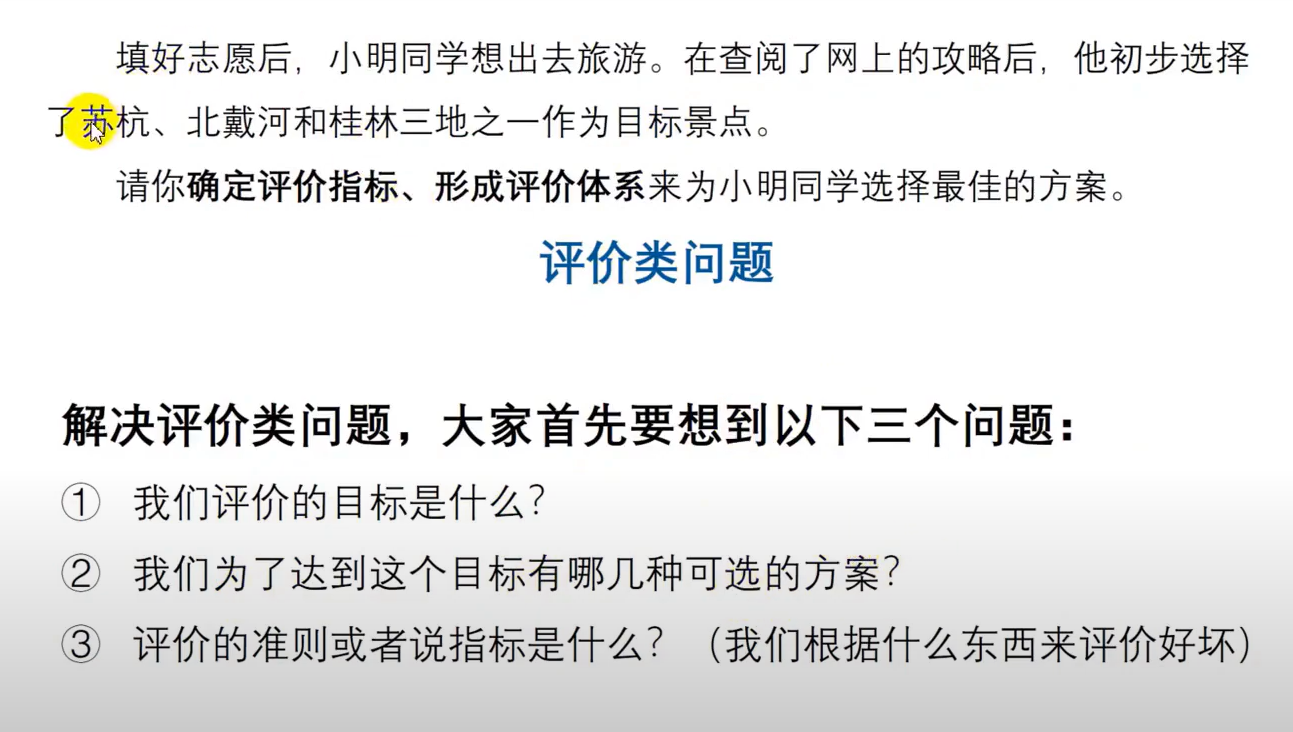 填好志愿后，小明同学想出去旅游。在查阅了网上的攻略后，他初步选择
了苏杭、北戴河和桂林三地之一作为目标景点。
请你确定评价指标、形成评价体系来为小明同学选择最佳的方案。
评价类问题
解决评价类问题，大家首先要想到以下三个问题：
① 我们评价的目标是什么？
② 我们为了达到这个目标有哪几种可选的方案？
③ 评价的准则或者说指标是什么？（我们根据什么东西来评价好坏）